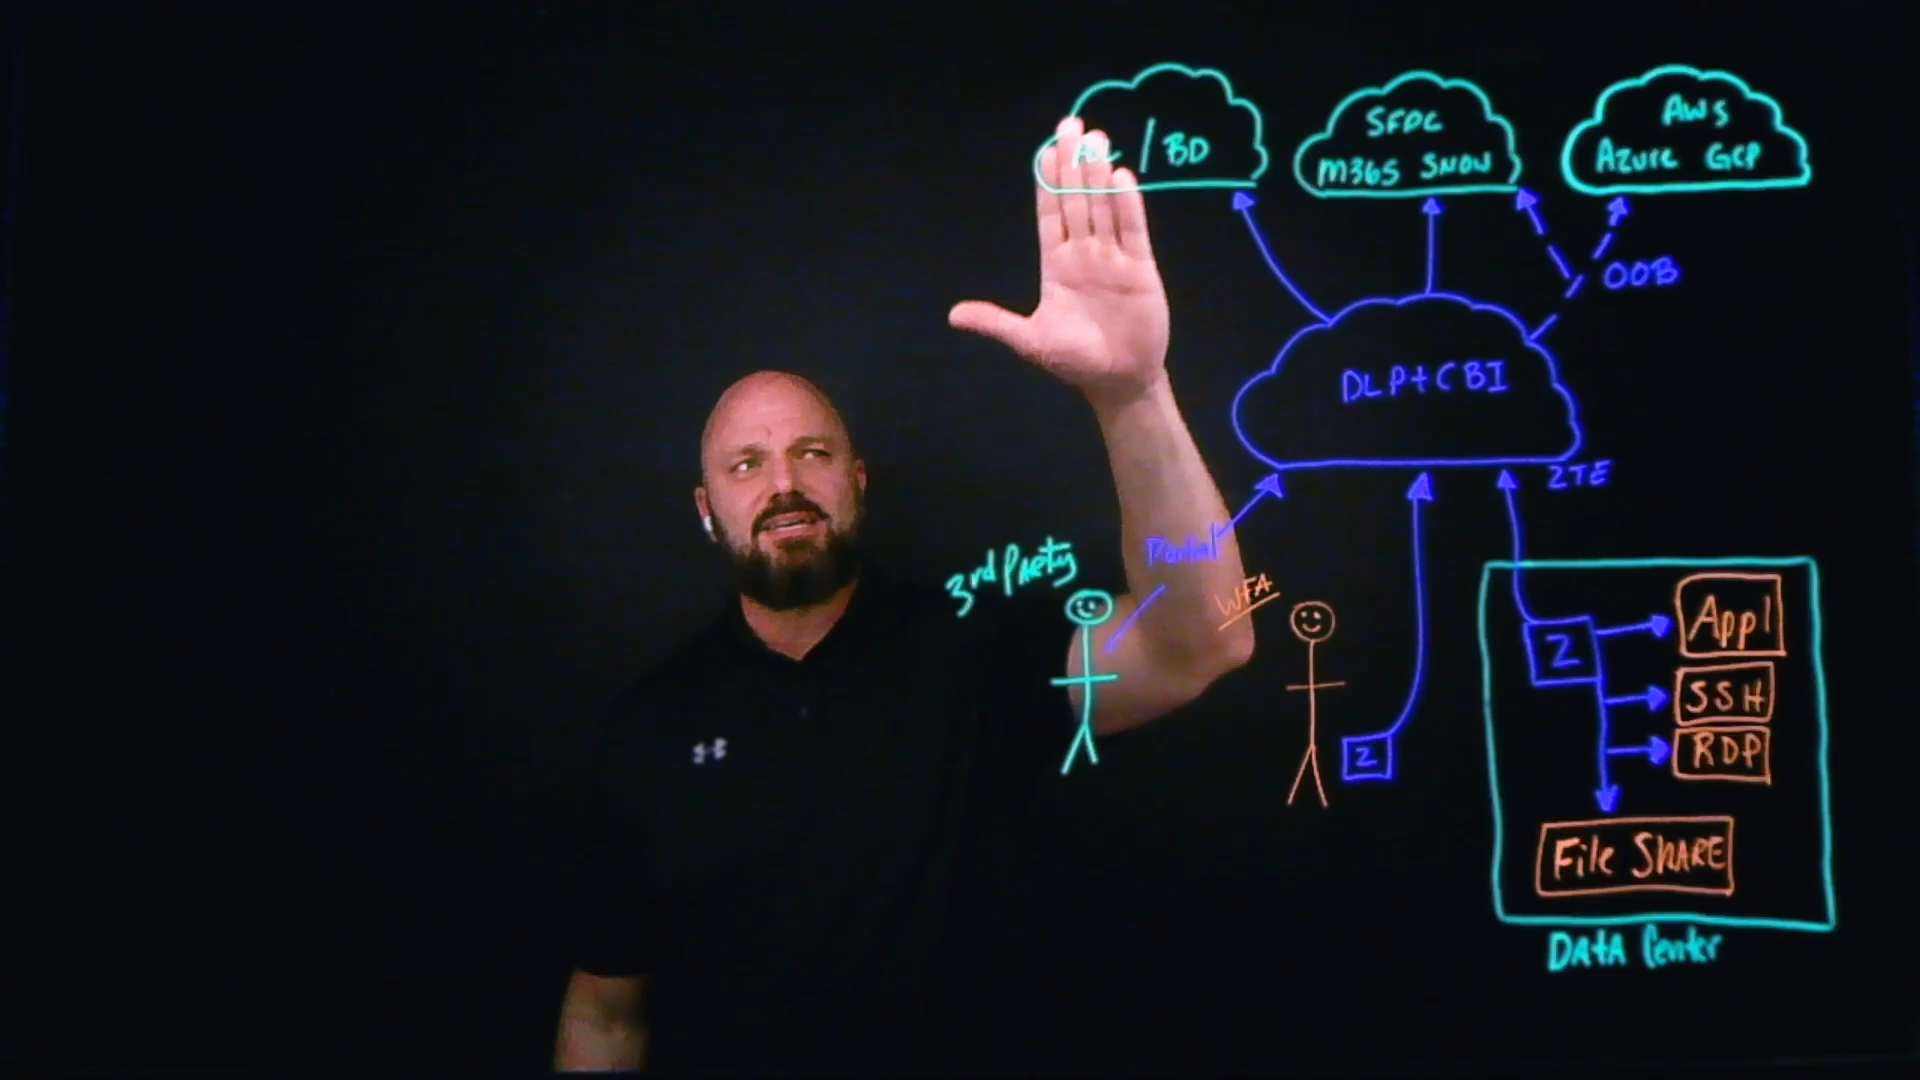 / BD
SFDC
M365 SNOW
AWS
Azure GCP
OOB
DLP+CBI
ZTE
3rd PARty
Portal
WFA
Z
Z
App1
SSH
RDP
File SHARE
DAtA Center